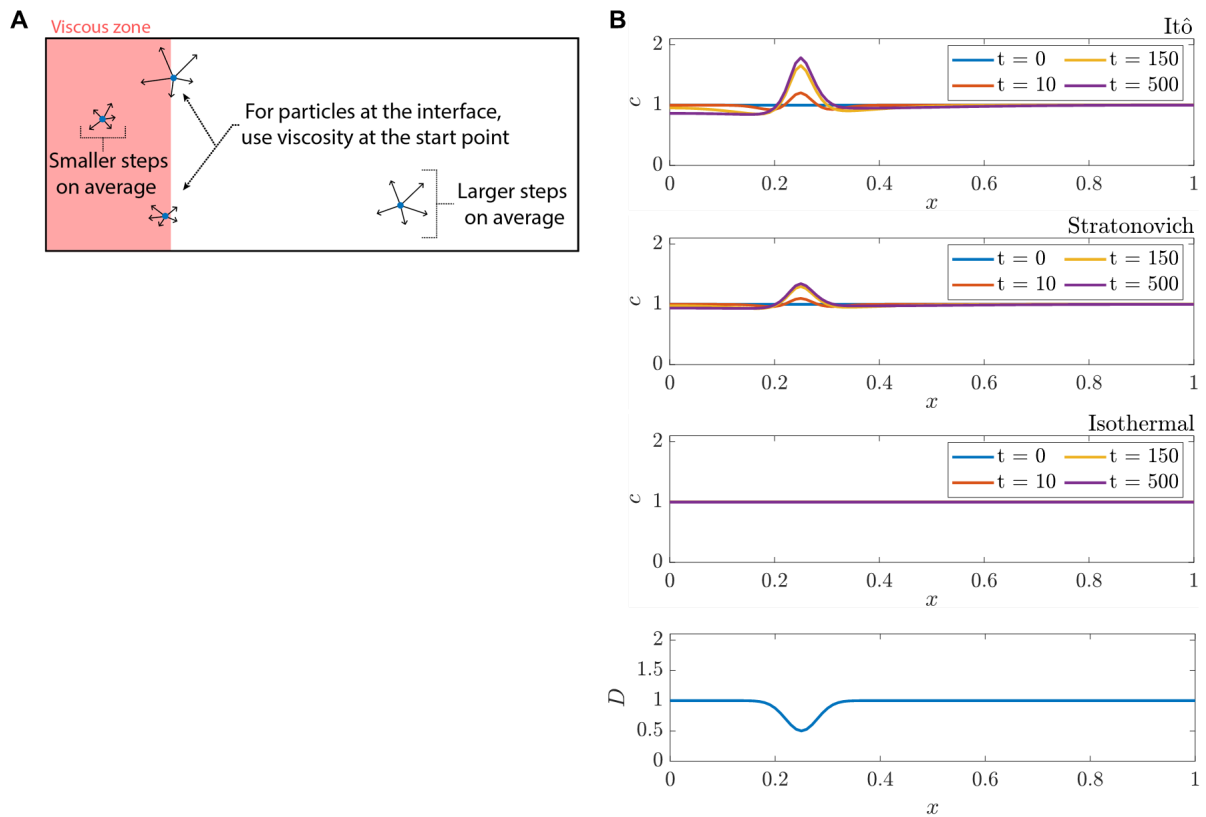 A
Viscous zone
For particles at the interface,
use viscosity at the start point
Smaller steps
on average
Larger steps
on average
B
Itô
t = 0
t = 150
t = 10
t = 500
2
1
0
c
0
0.2
0.4
0.6
0.8
1
x
Stratonovich
t = 0
t = 150
t = 10
t = 500
2
1
0
c
0
0.2
0.4
0.6
0.8
1
x
Isothermal
t = 0
t = 150
t = 10
t = 500
2
1
0
c
0
0.2
0.4
0.6
0.8
1
x
2
1.5
1
0.5
0
D
0
0.2
0.4
0.6
0.8
1
x